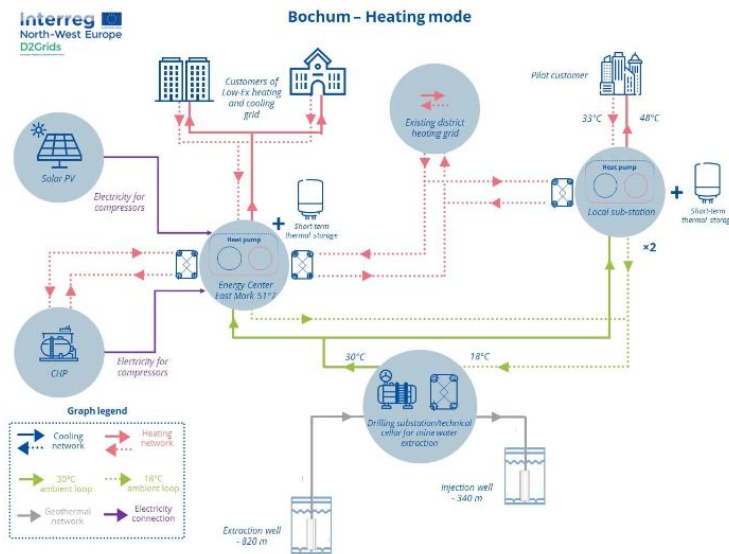 Interreg
North-West Europe
D2Grids
Bochum – Heating mode
Customers of
Low-Ex heating
and cooling
grid
Existing district
heating grid
Pilot customer
33°C
48°C
Solar PV
Electricity for
compressors
Heat pump
Energy Center
East Mark 51°7
+
Short-term
thermal storage
Heat pump
Local sub-station
+
Short-term
thermal storage
×2
CHP
Electricity for
compressors
30°C
18°C
Drilling substation/technical
cellar for mine water
extraction
Graph legend
Cooling
network
Heating
network
30°C
ambient loop
18°C
ambient loop
Geothermal
network
Electricity
connection
Extraction well
- 820 m
Injection well
- 340 m